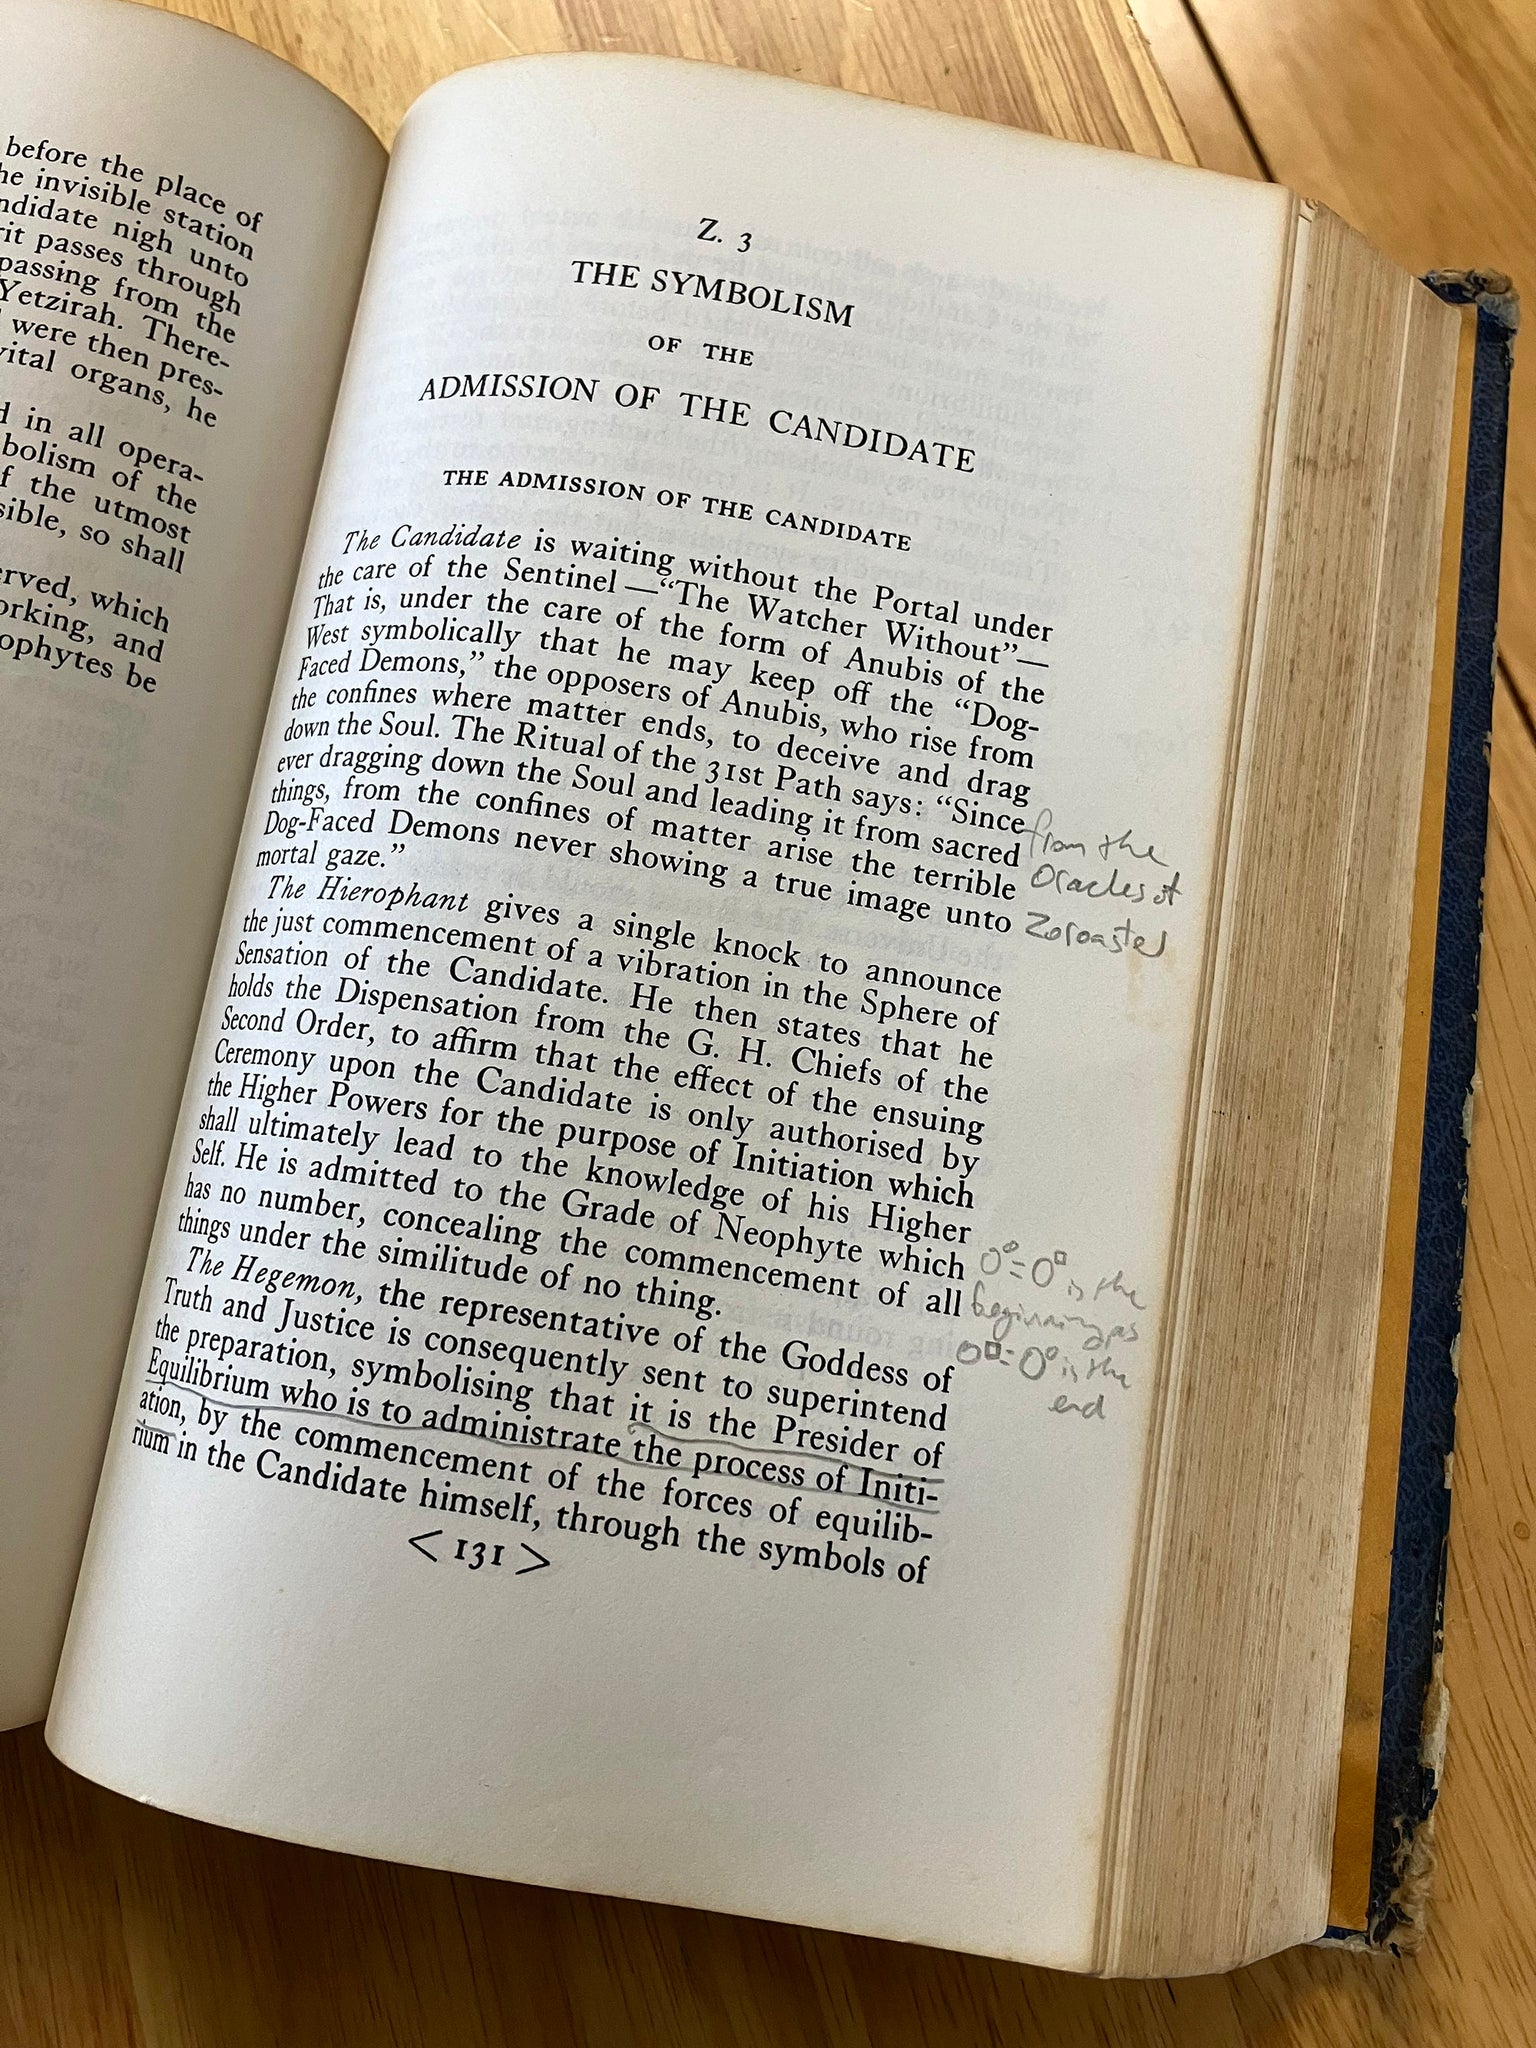 before the place of
he invisible station
ndidate nigh unto
rit passes through
passing from the
Yetzirah. There-
were then pres-
vital organs, he
d in all opera-
bolism of the
f the utmost
sible, so shall
erved, which
orking, and
ophytes be
Z. 3
THE SYMBOLISM
OF THE
ADMISSION OF THE CANDIDATE
THE ADMISSION OF THE CANDIDATE
The Candidate is waiting without the Portal under
the care of the Sentinel—“The Watcher Without”—
That is, under the care of the form of Anubis of the
West symbolically that he may keep off the “Dog-
Faced Demons,” the opposers of Anubis, who rise from
the confines where matter ends, to deceive and drag
down the Soul. The Ritual of the 31st Path says: “Since
ever dragging down the Soul and leading it from sacred
things, from the confines of matter arise the terrible
Dog-Faced Demons never showing a true image unto
mortal gaze.”
from the
Oracles of
Zoroaster
The Hierophant gives a single knock to announce
the just commencement of a vibration in the Sphere of
Sensation of the Candidate. He then states that he
holds the Dispensation from the G. H. Chiefs of the
Second Order, to affirm that the effect of the ensuing
Ceremony upon the Candidate is only authorised by
the Higher Powers for the purpose of Initiation which
shall ultimately lead to the knowledge of his Higher
Self. He is admitted to the Grade of Neophyte which
has no number, concealing the commencement of all
things under the similitude of no thing.
0°=0□ is the
beginning as
0□=0° is the
end
The Hegemon, the representative of the Goddess of
Truth and Justice is consequently sent to superintend
the preparation, symbolising that it is the Presider of
Equilibrium who is to administrate the process of Initi-
ation, by the commencement of the forces of equilib-
rium in the Candidate himself, through the symbols of
< 131 >